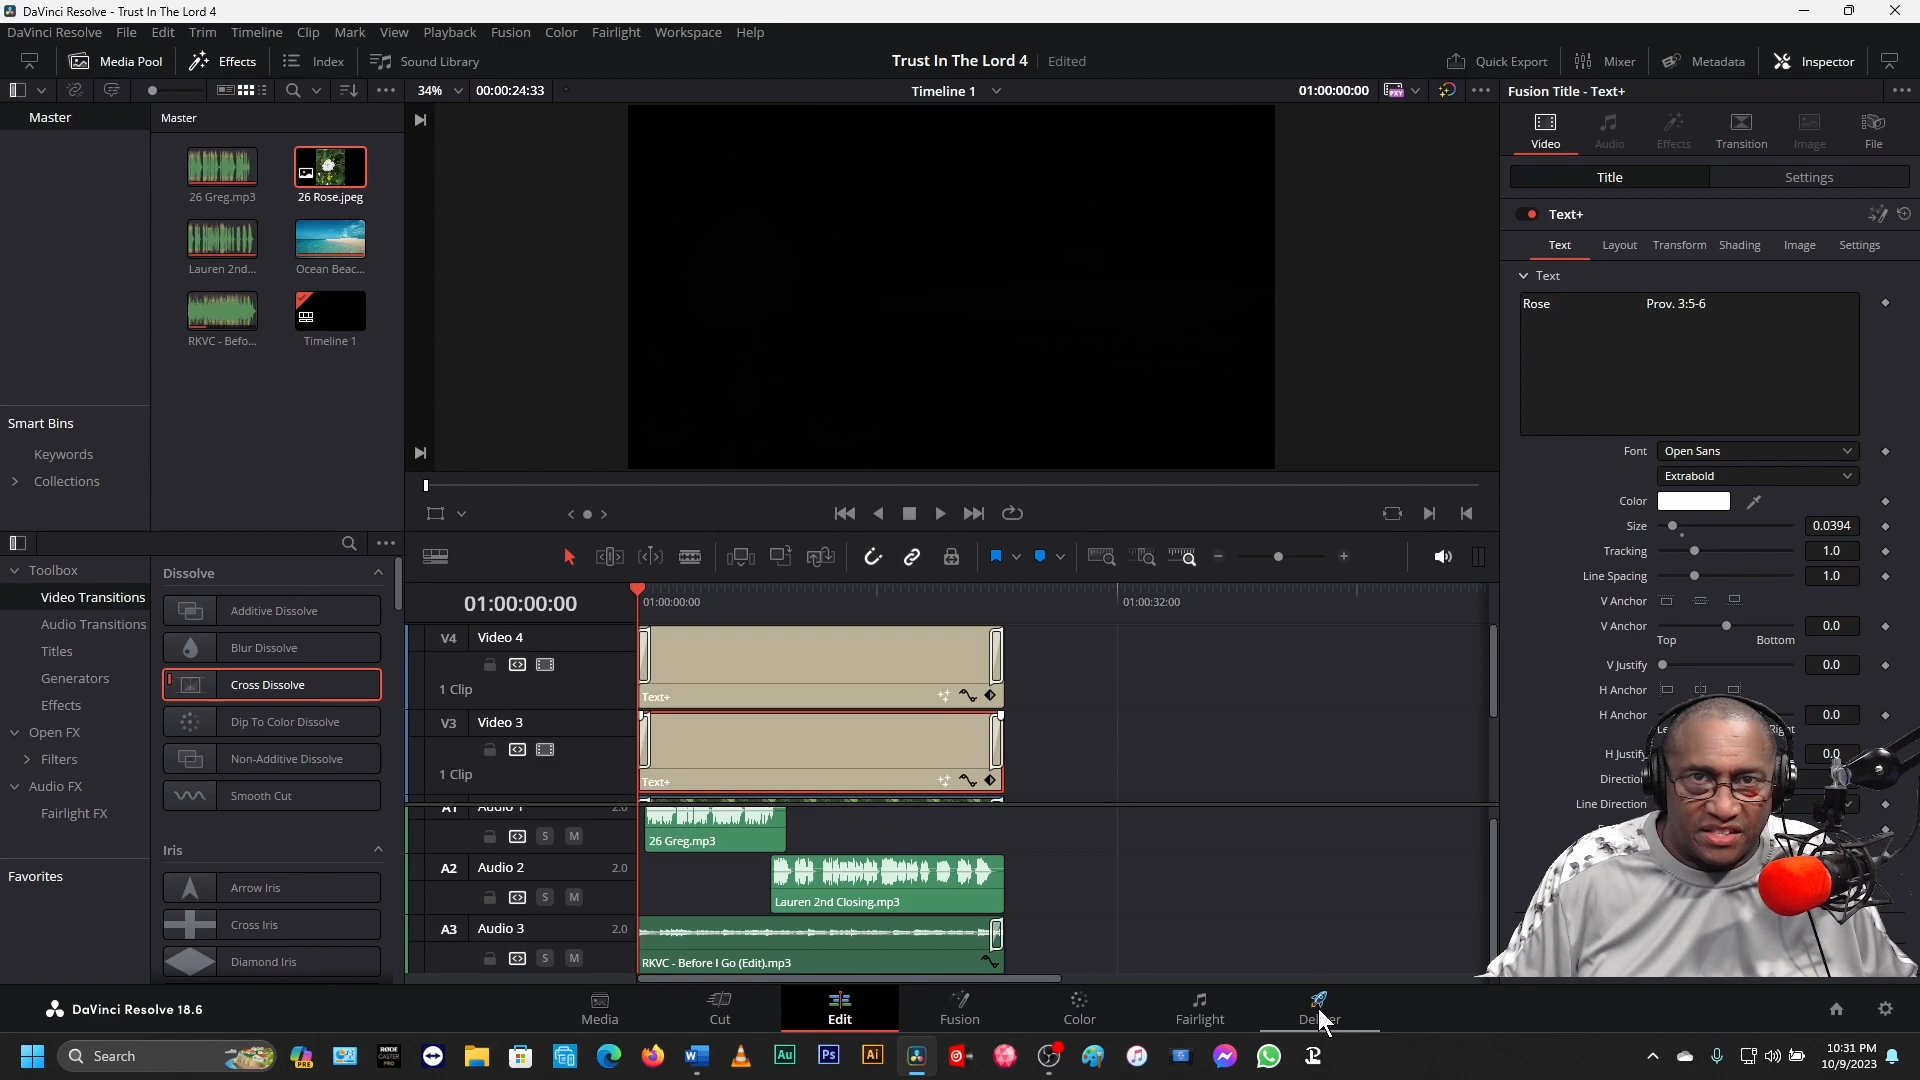 DaVinci Resolve - Trust In The Lord 4
DaVinci Resolve File Edit Trim Timeline Clip Mark View Playback Fusion Color Fairlight Workspace Help
Media Pool Effects Index Sound Library Trust In The Lord 4 Edited Quick Export Mixer Metadata Inspector
34% 00:00:24:33 Timeline 1 01:00:00:00 Fusion Title - Text+
Master Master
Video Audio Effects Transition Image File
Title Settings
26 Greg.mp3 26 Rose.jpeg
Text+
Text Layout Transform Shading Image Settings
Lauren 2nd... Ocean Beac...
Text
Rose Prov. 3:5-6
RKVC - Befo... Timeline 1
Smart Bins
Keywords
Collections
Font Open Sans
Extrabold
Color
Size 0.0394
Tracking 1.0
Line Spacing 1.0
V Anchor
V Anchor 0.0
Top Bottom
V Justify 0.0
H Anchor
H Anchor 0.0
H Justify 0.0
Direction
Line Direction
Toolbox
Video Transitions
Audio Transitions
Titles
Generators
Effects
Open FX
Filters
Audio FX
Fairlight FX
Favorites
Dissolve
Additive Dissolve
Blur Dissolve
Cross Dissolve
Dip To Color Dissolve
Non-Additive Dissolve
Smooth Cut
Iris
Arrow Iris
Cross Iris
Diamond Iris
01:00:00:00 01:00:00:00 01:00:32:00
V4 Video 4
1 Clip
Text+
V3 Video 3
1 Clip
Text+
A1 Audio 1 2.0
S M
26 Greg.mp3
A2 Audio 2 2.0
S M
Lauren 2nd Closing.mp3
A3 Audio 3 2.0
S M
RKVC - Before I Go (Edit).mp3
DaVinci Resolve 18.6
Media Cut Edit Fusion Color Fairlight
Search
PRE
RØDE CASTER PRO
Au Ps Ai
10:31 PM
10/9/2023